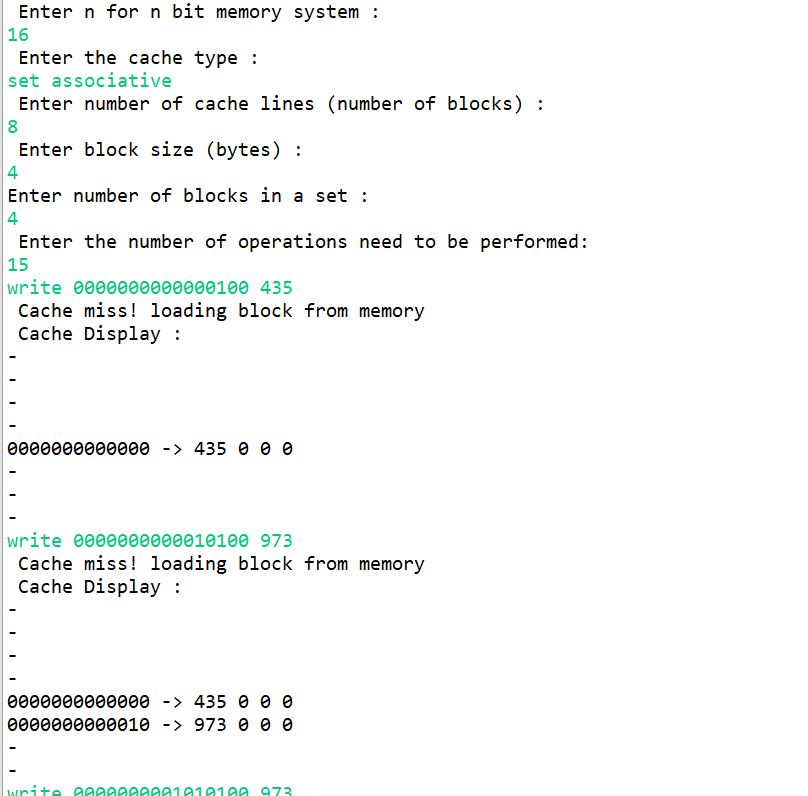 Enter n for n bit memory system :
16
Enter the cache type :
set associative
Enter number of cache lines (number of blocks) :
8
Enter block size (bytes) :
4
Enter number of blocks in a set :
4
Enter the number of operations need to be performed:
15
write 0000000000000100 435
Cache miss! loading block from memory
Cache Display :
-
-
-
-
0000000000000 -> 435 0 0 0
-
-
-
write 0000000000010100 973
Cache miss! loading block from memory
Cache Display :
-
-
-
-
0000000000000 -> 435 0 0 0
0000000000010 -> 973 0 0 0
-
-
write 0000000001010100 973